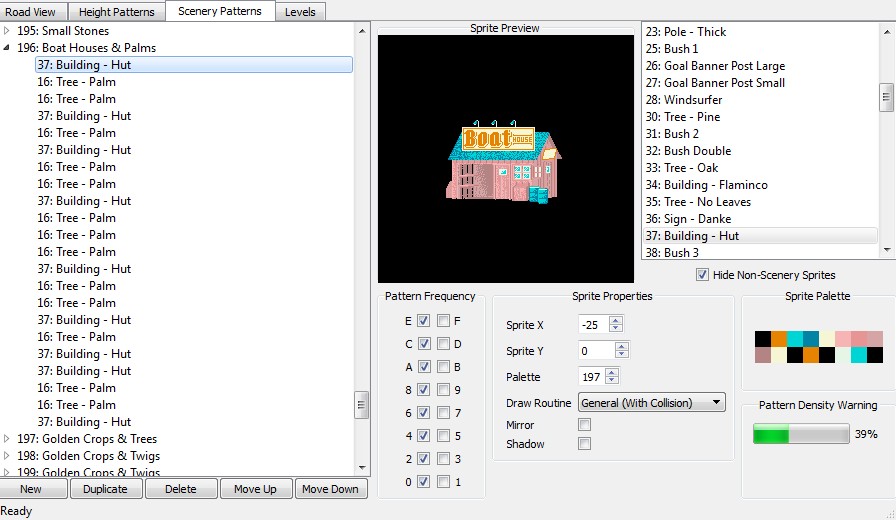 Road View
Height Patterns
Scenery Patterns
Levels
195: Small Stones
196: Boat Houses & Palms
37: Building - Hut
16: Tree - Palm
16: Tree - Palm
37: Building - Hut
16: Tree - Palm
37: Building - Hut
16: Tree - Palm
16: Tree - Palm
37: Building - Hut
16: Tree - Palm
16: Tree - Palm
16: Tree - Palm
37: Building - Hut
16: Tree - Palm
16: Tree - Palm
37: Building - Hut
16: Tree - Palm
37: Building - Hut
37: Building - Hut
16: Tree - Palm
16: Tree - Palm
37: Building - Hut
197: Golden Crops & Trees
198: Golden Crops & Twigs
199: Golden Corps & Twigs
New
Duplicate
Delete
Move Up
Move Down
Ready
Sprite Preview
Boat HOUSE
23: Pole - Thick
25: Bush 1
26: Goal Banner Post Large
27: Goal Banner Post Small
28: Windsurfer
30: Tree - Pine
31: Bush 2
32: Bush Double
33: Tree - Oak
34: Building - Flaminco
35: Tree - No Leaves
36: Sign - Danke
37: Building - Hut
38: Bush 3
Hide Non-Scenery Sprites
Pattern Frequency
E F
C D
A B
8 9
6 7
4 5
2 3
0 1
Sprite Properties
Sprite X -25
Sprite Y 0
Palette 197
Draw Routine General (With Collision)
Mirror
Shadow
Sprite Palette
Pattern Density Warning
39%